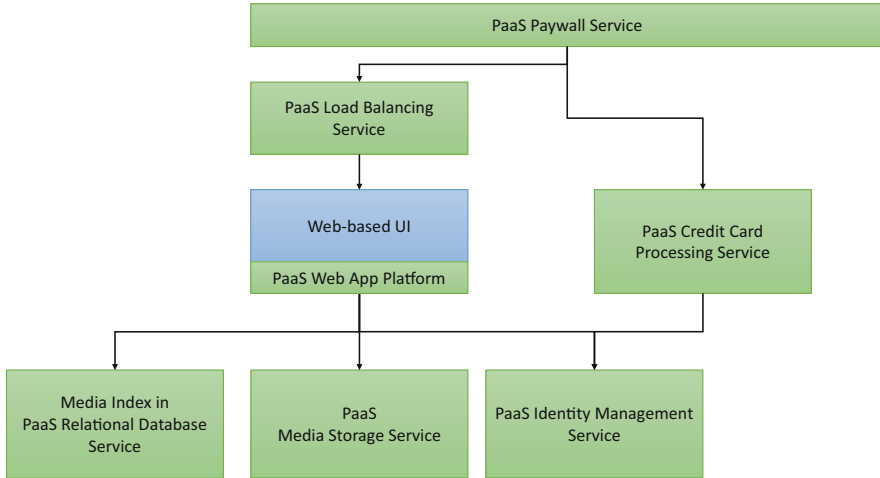 PaaS Paywall Service
PaaS Load Balancing
Service
Web-based UI
PaaS Web App Platform
PaaS Credit Card
Processing Service
Media Index in
PaaS Relational Database
Service
PaaS
Media Storage Service
PaaS Identity Management
Service